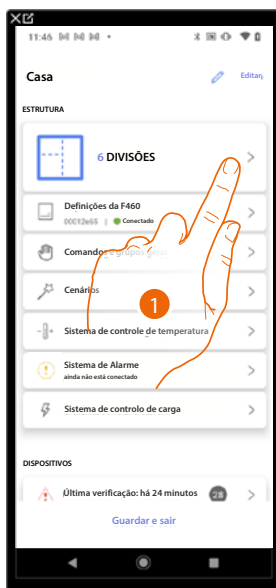 11:46
Casa
Editar
ESTRUTURA
6 DIVISÕES
Definições da F460
00012e65 | Conectado
Comandos e grupos
Cenários
1
Sistema de controle de temperatura
Sistema de Alarme
ainda não está conectado
Sistema de controlo de carga
DISPOSITIVOS
Última verificação: há 24 minutos
28
Guardar e sair